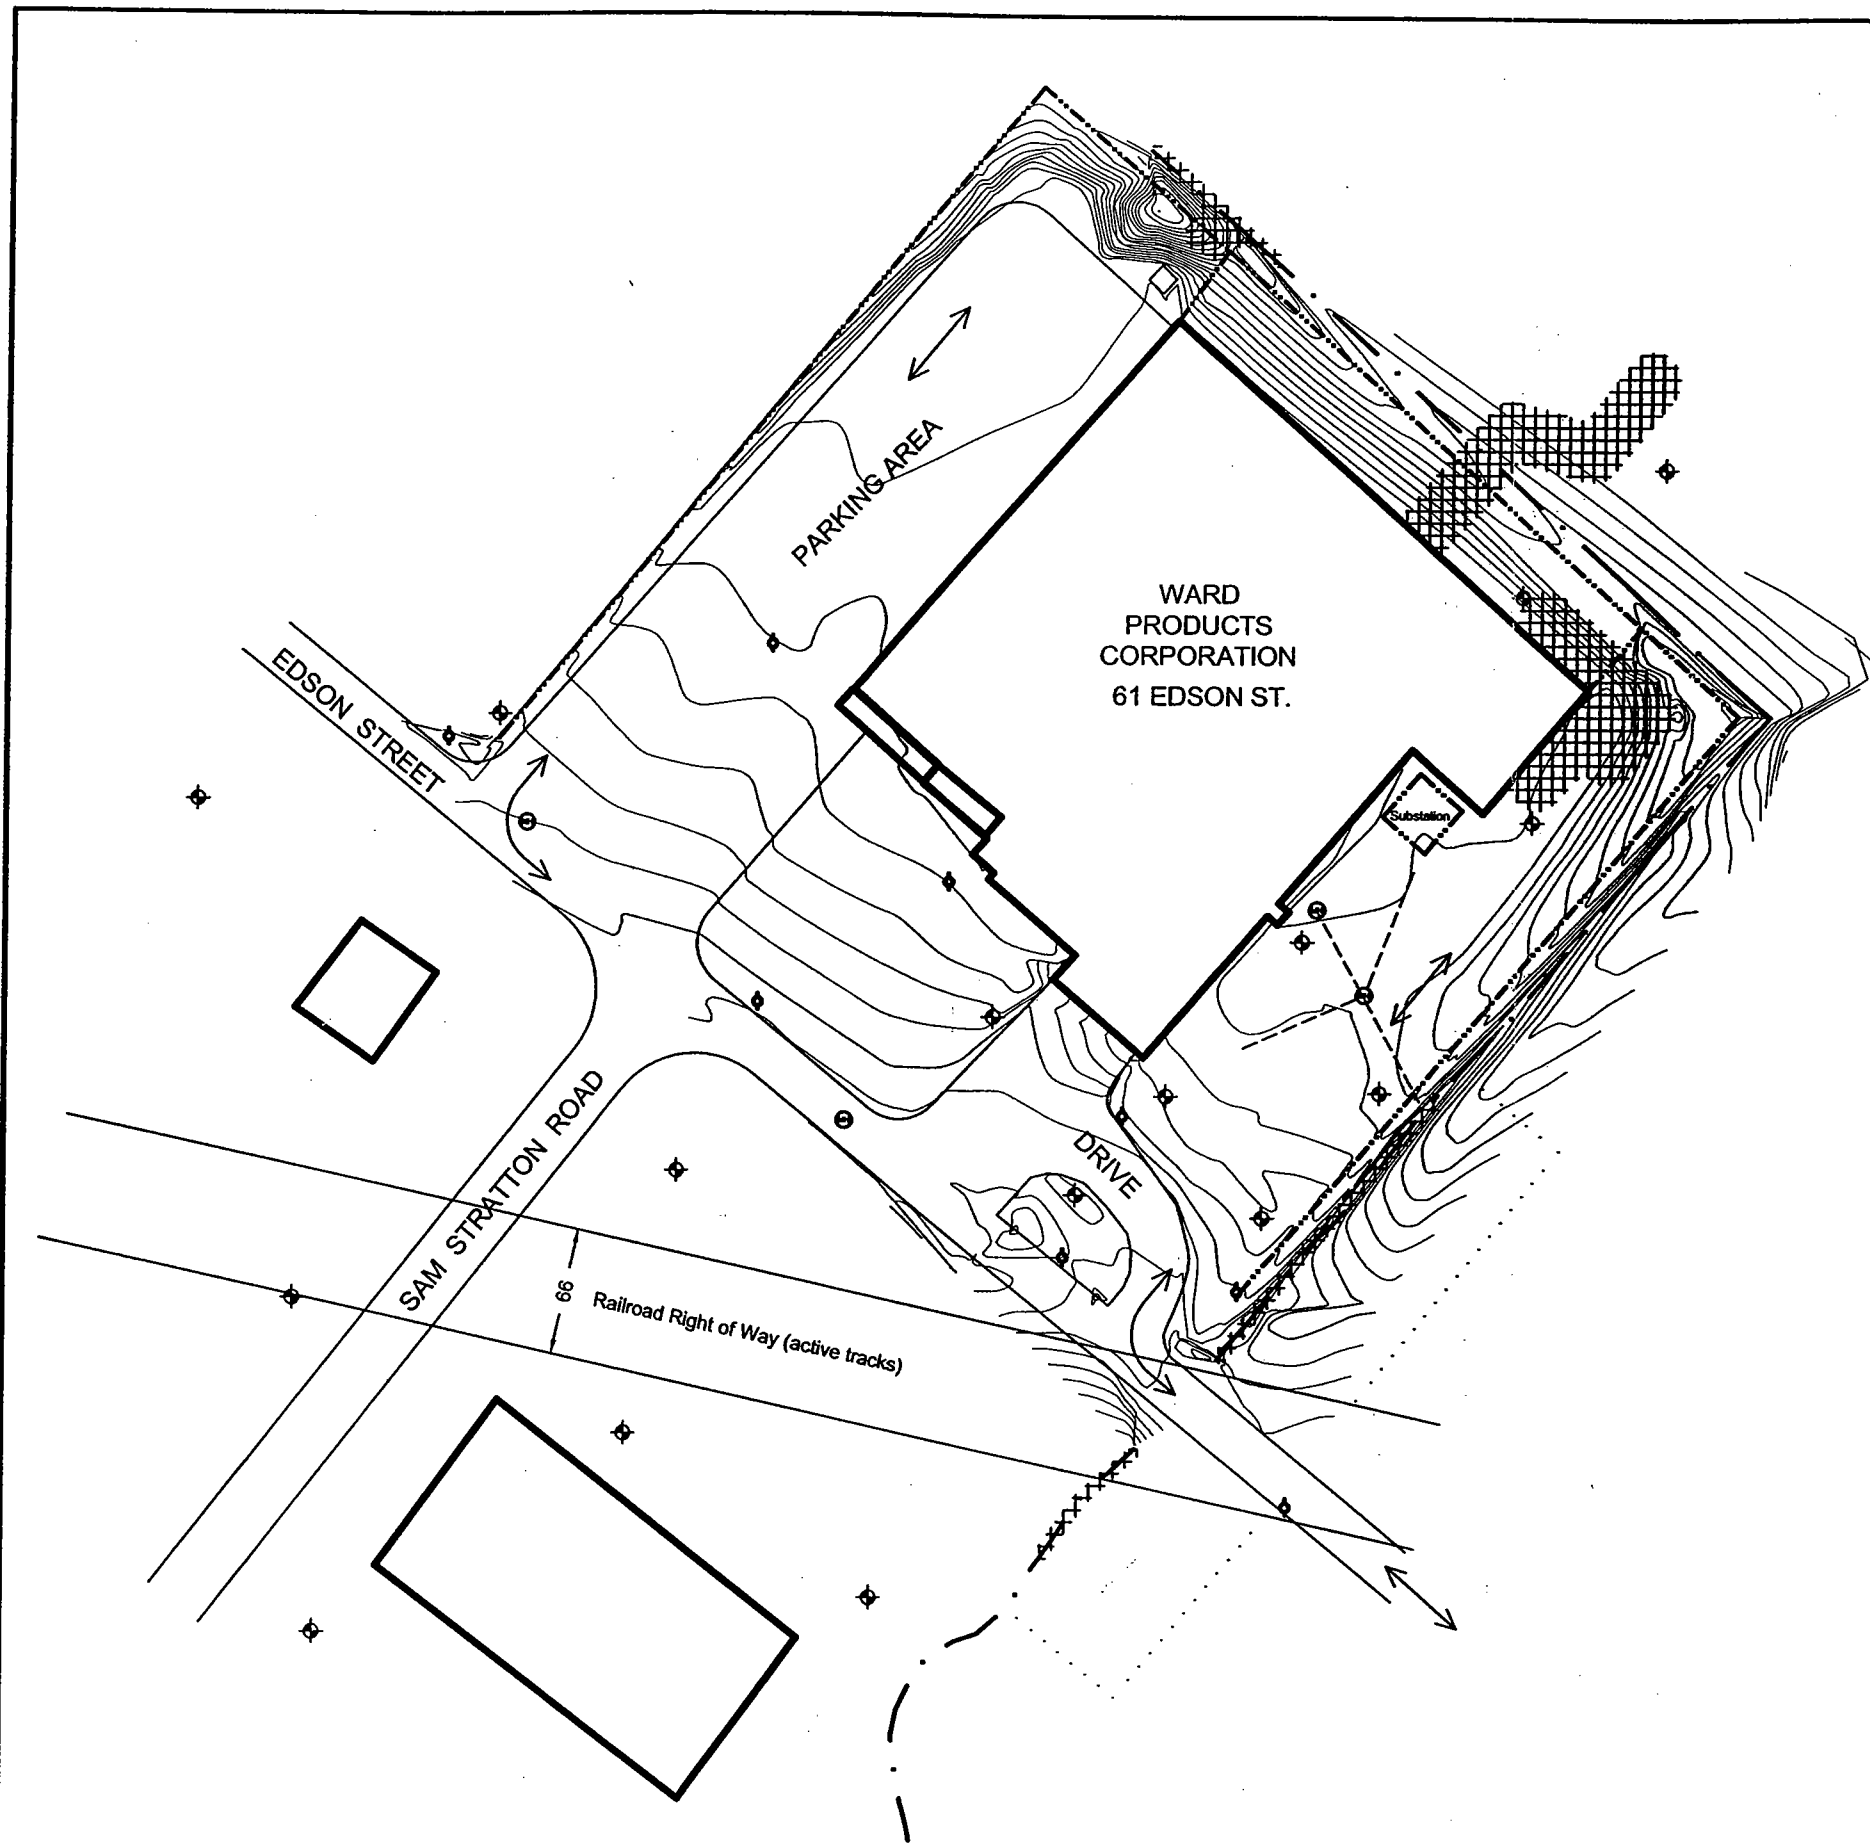 PARKING AREA
WARD
PRODUCTS
CORPORATION
61 EDSON ST.
EDSON STREET
Substation
SAM STRATTON ROAD
DRIVE
66
Railroad Right of Way (active tracks)